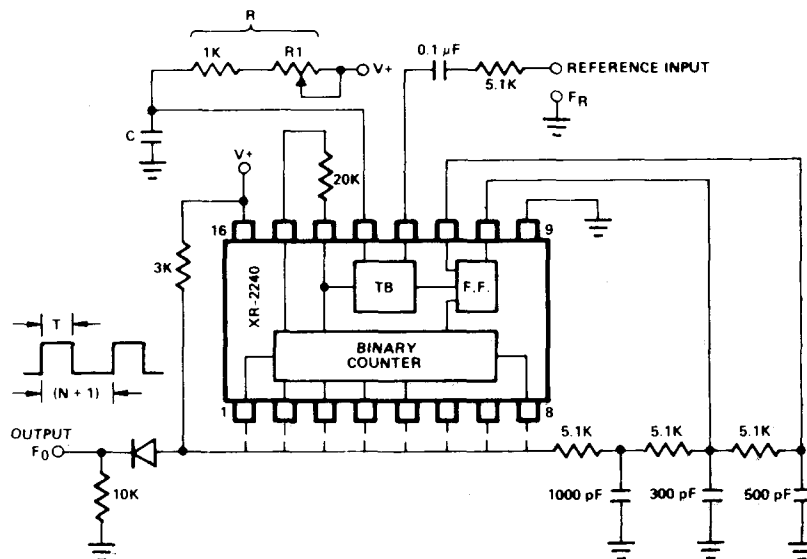 R
1K
R1
V+
0.1 µF
5.1K
REFERENCE INPUT
F_R
C
V+
20K
16
9
3K
XR-2240
TB
F.F.
BINARY COUNTER
T
(N + 1)
1
8
OUTPUT
F_0
10K
5.1K
5.1K
5.1K
1000 pF
300 pF
500 pF